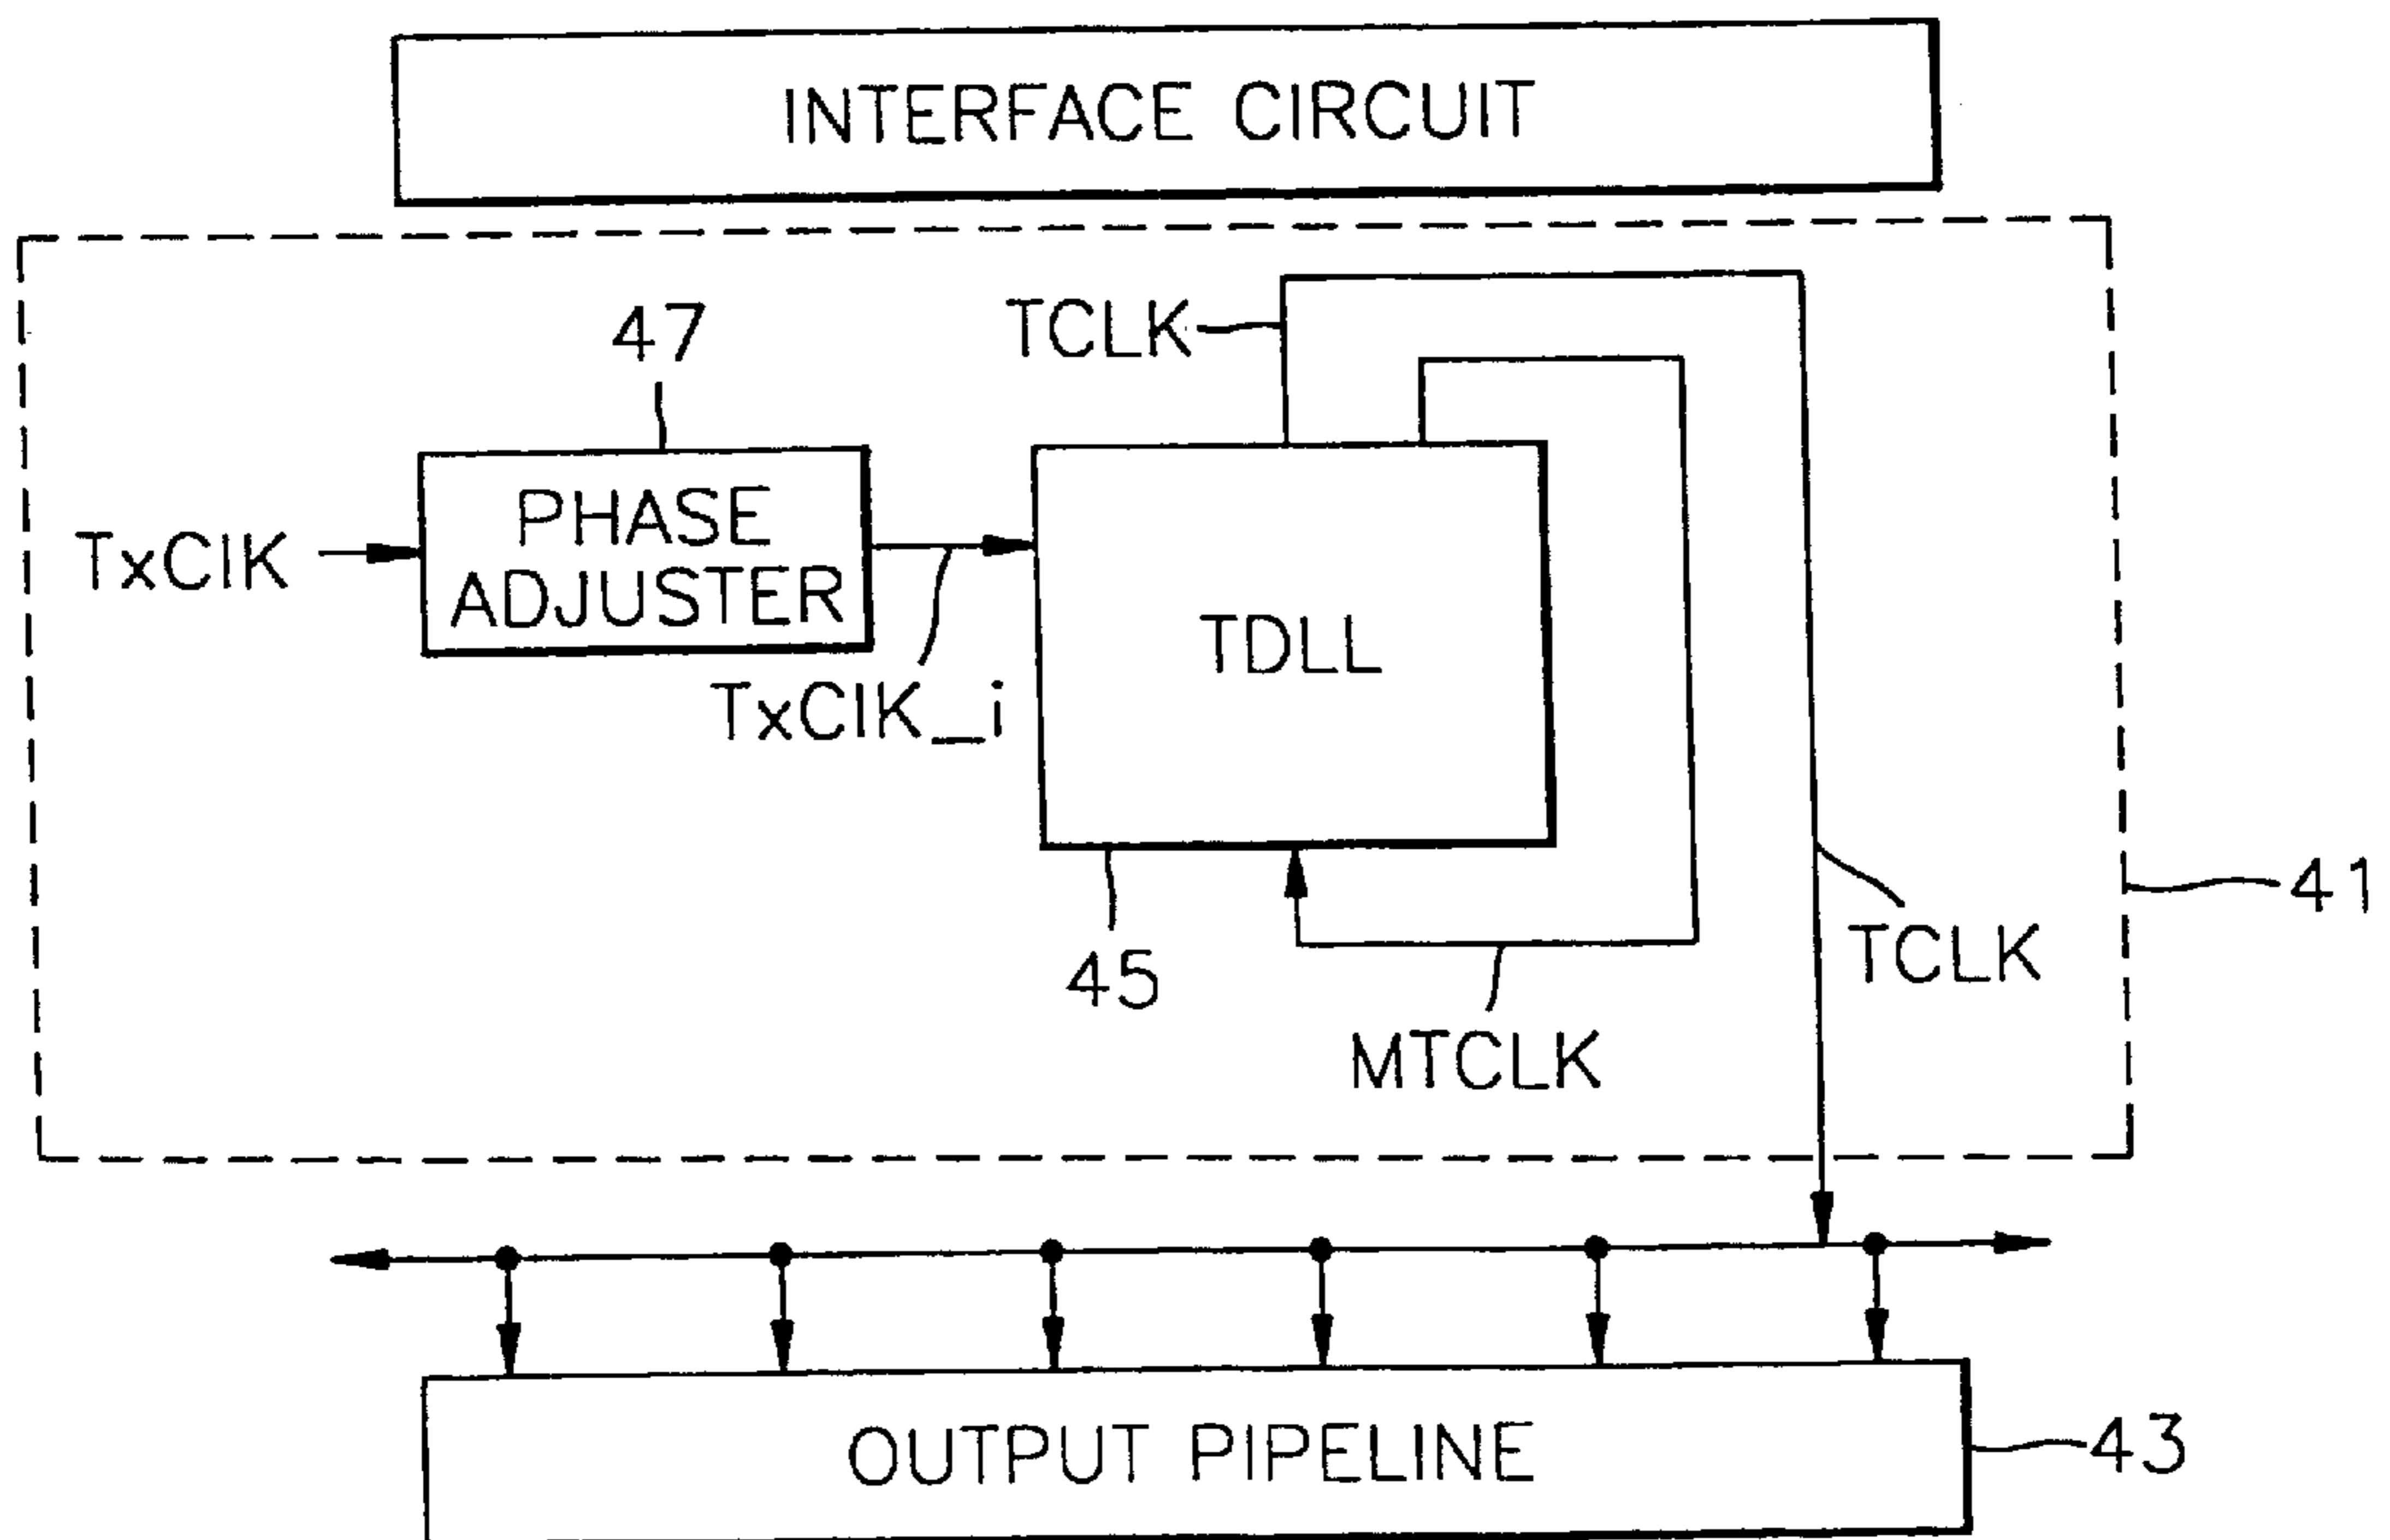 INTERFACE CIRCUIT
TCLK
47
PHASE
ADJUSTER
TxClK
TxClK_i
TDLL
41
TCLK
45
MTCLK
OUTPUT PIPELINE
43